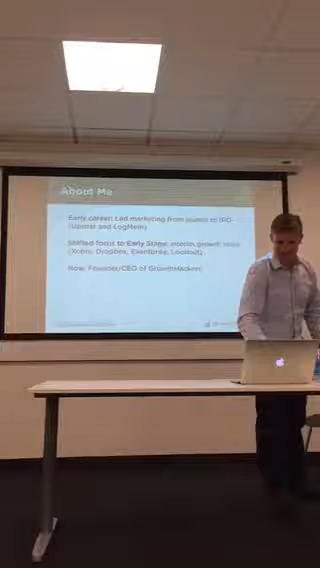 About Me
Early career: Led marketing from launch to IPO
(Uproar and LogMeIn)
Shifted focus to Early Stage: interim growth roles
(Xobni, Dropbox, Eventbrite, Lookout)
Now: Founder/CEO of GrowthHackers